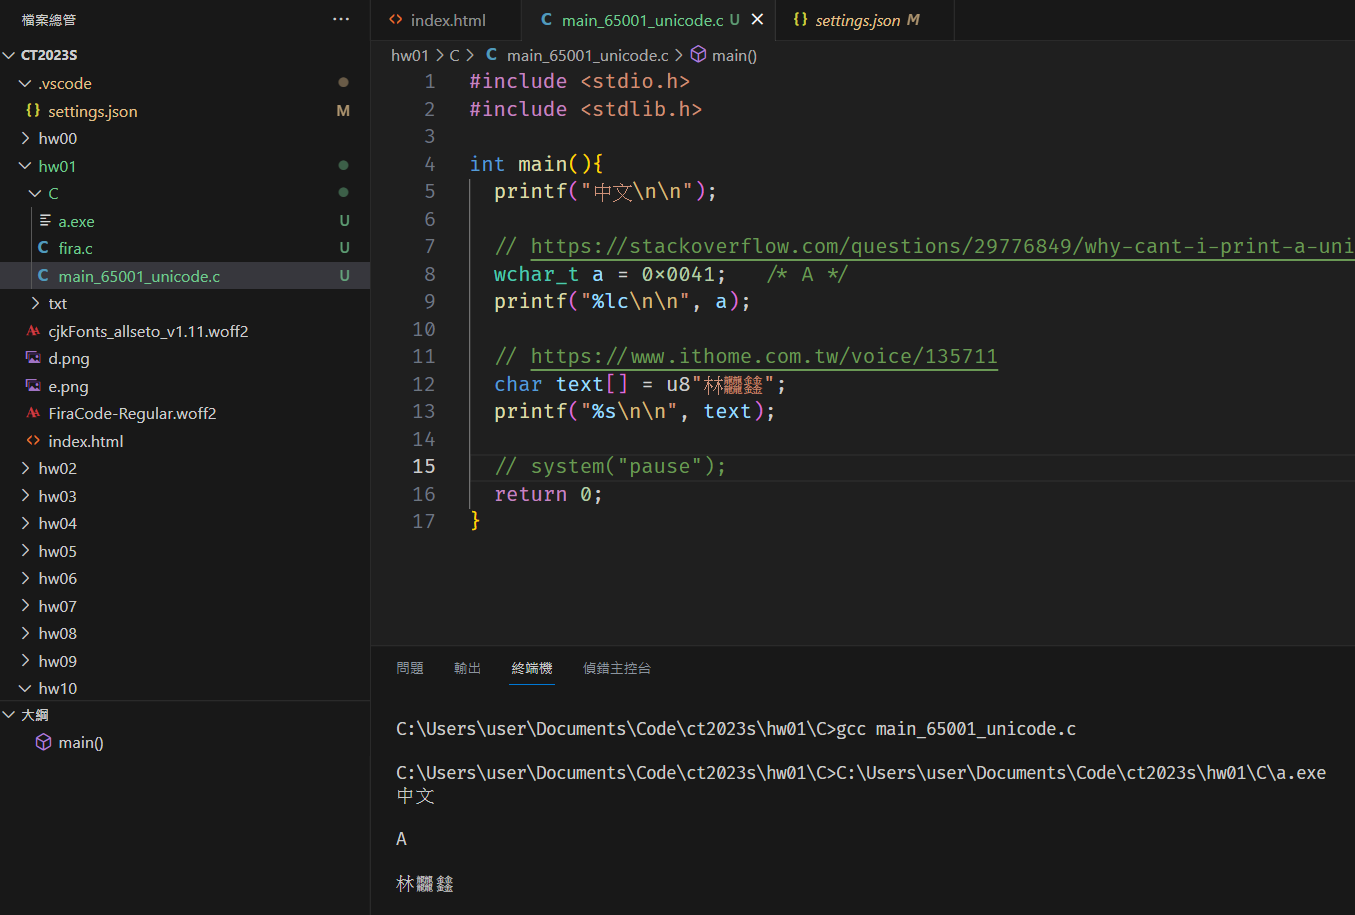 檔案總管 ···
CT2023S
.vscode
{} settings.json M
hw00
hw01
C
a.exe U
C fira.c U
C main_65001_unicode.c U
txt
cjkFonts_allseto_v1.11.woff2
d.png
e.png
FiraCode-Regular.woff2
<> index.html
hw02
hw03
hw04
hw05
hw06
hw07
hw08
hw09
hw10
大綱
main()
<> index.html
C main_65001_unicode.c U ×
{} settings.json M
hw01 > C > C main_65001_unicode.c > main()
1 #include <stdio.h>
2 #include <stdlib.h>
3
4 int main(){
5 printf("中文\n\n");
6
7 // https://stackoverflow.com/questions/29776849/why-cant-i-print-a-uni
8 wchar_t a = 0×0041; /* A */
9 printf("%lc\n\n", a);
10
11 // https://www.ithome.com.tw/voice/135711
12 char text[] = u8"林㔱鑫";
13 printf("%s\n\n", text);
14
15 // system("pause");
16 return 0;
17 }
問題 輸出 終端機 偵錯主控台
C:\Users\user\Documents\Code\ct2023s\hw01\C>gcc main_65001_unicode.c
C:\Users\user\Documents\Code\ct2023s\hw01\C>C:\Users\user\Documents\Code\ct2023s\hw01\C\a.exe
中文
A